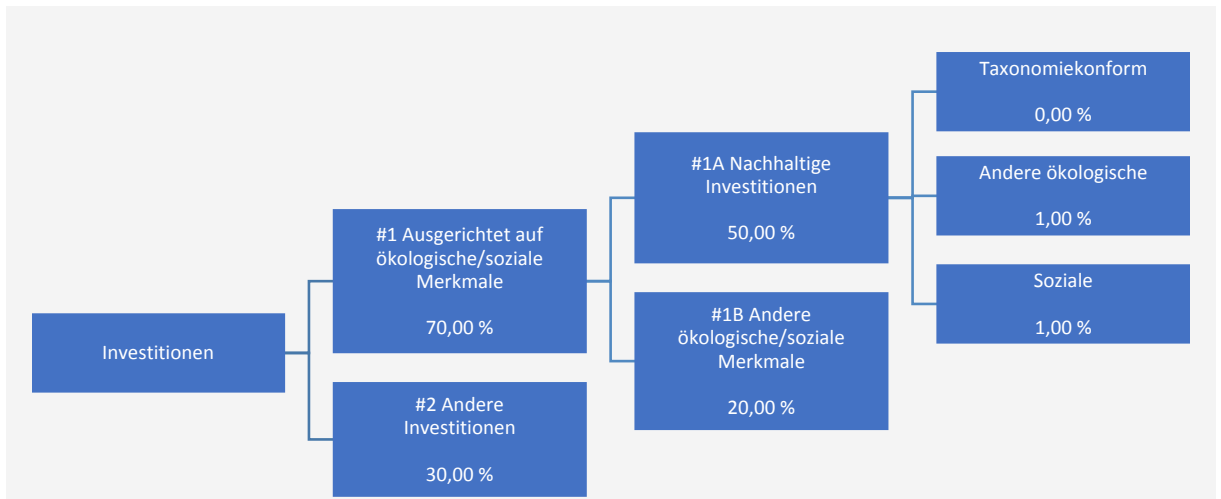 Investitionen
#1 Ausgerichtet auf
ökologische/soziale
Merkmale
70,00 %
#2 Andere
Investitionen
30,00 %
#1A Nachhaltige
Investitionen
50,00 %
#1B Andere
ökologische/soziale
Merkmale
20,00 %
Taxonomiekonform
0,00 %
Andere ökologische
1,00 %
Soziale
1,00 %